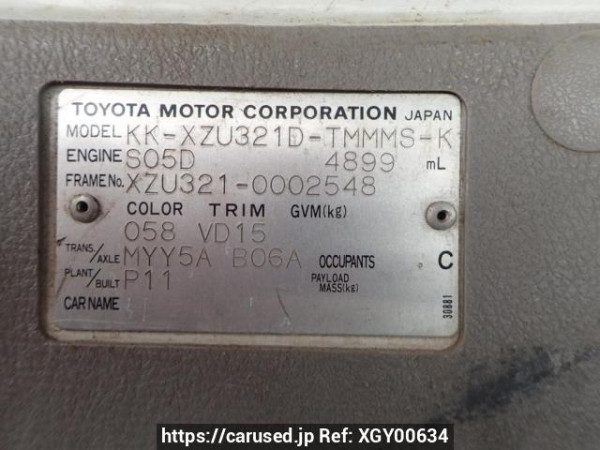 TOYOTA MOTOR CORPORATION JAPAN
MODEL KK-XZU321D-TMMMS-K
ENGINE S05D 4899 mL
FRAME No. XZU321-0002548
COLOR TRIM GVM(kg)
058 VD15
TRANS./AXLE MYY5A B06A OCCUPANTS C
PLANT/BUILT P11 PAYLOAD MASS(kg)
CAR NAME
30881
https://carused.jp Ref: XGY00634